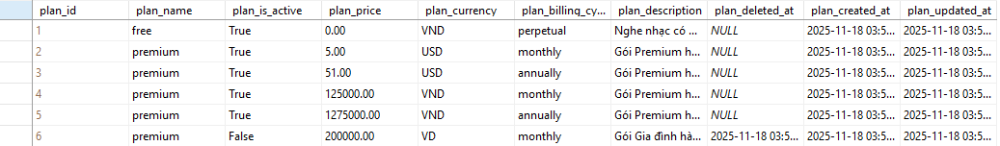 plan_id plan_name plan_is_active plan_price plan_currency plan_billing_cy... plan_description plan_deleted_at plan_created_at plan_updated_at
1 free True 0.00 VND perpetual Nghe nhạc có ... NULL 2025-11-18 03:5... 2025-11-18 03:5...
2 premium True 5.00 USD monthly Gói Premium h... NULL 2025-11-18 03:5... 2025-11-18 03:5...
3 premium True 51.00 USD annually Gói Premium h... NULL 2025-11-18 03:5... 2025-11-18 03:5...
4 premium True 125000.00 VND monthly Gói Premium h... NULL 2025-11-18 03:5... 2025-11-18 03:5...
5 premium True 1275000.00 VND annually Gói Premium h... NULL 2025-11-18 03:5... 2025-11-18 03:5...
6 premium False 200000.00 VD monthly Gói Gia đình hà... 2025-11-18 03:5... 2025-11-18 03:5... 2025-11-18 03:5...